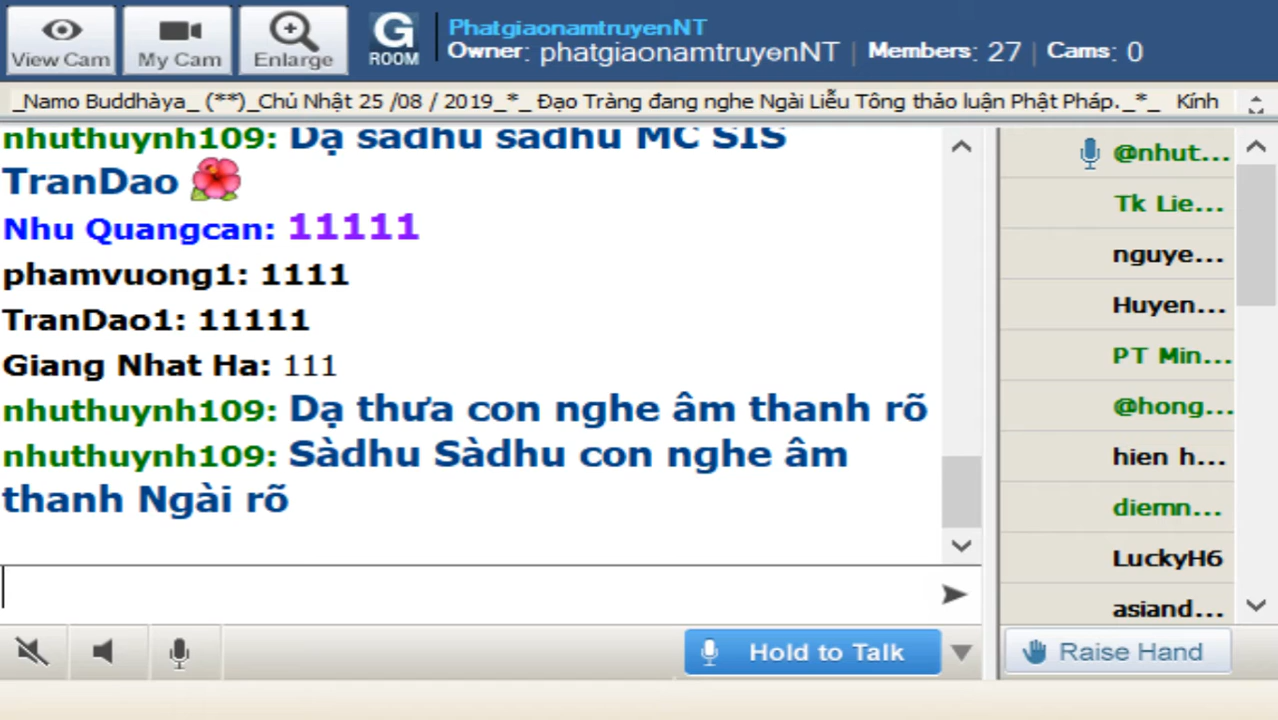 PhatgiaonamtruyenNT
View Cam
My Cam
Enlarge
G
ROOM
Owner: phatgiaonamtruyenNT | Members: 27 | Cams: 0
_Namo Buddhàya_ (**)_Chủ Nhật 25 /08 / 2019_*_ Đạo Tràng đang nghe Ngài Liễu Tông thảo luận Phật Pháp._*_ Kính
nhuthuynh109: Dạ sadhu sadhu MC SIS
TranDao
Nhu Quangcan: 11111
phamvuong1: 1111
TranDao1: 11111
Giang Nhat Ha: 111
nhuthuynh109: Dạ thưa con nghe âm thanh rõ
nhuthuynh109: Sàdhu Sàdhu con nghe âm
thanh Ngài rõ
@nhut...
Tk Lie...
nguye...
Huyen...
PT Min...
@hong...
hien h...
diemn...
LuckyH6
asiand...
Hold to Talk
Raise Hand